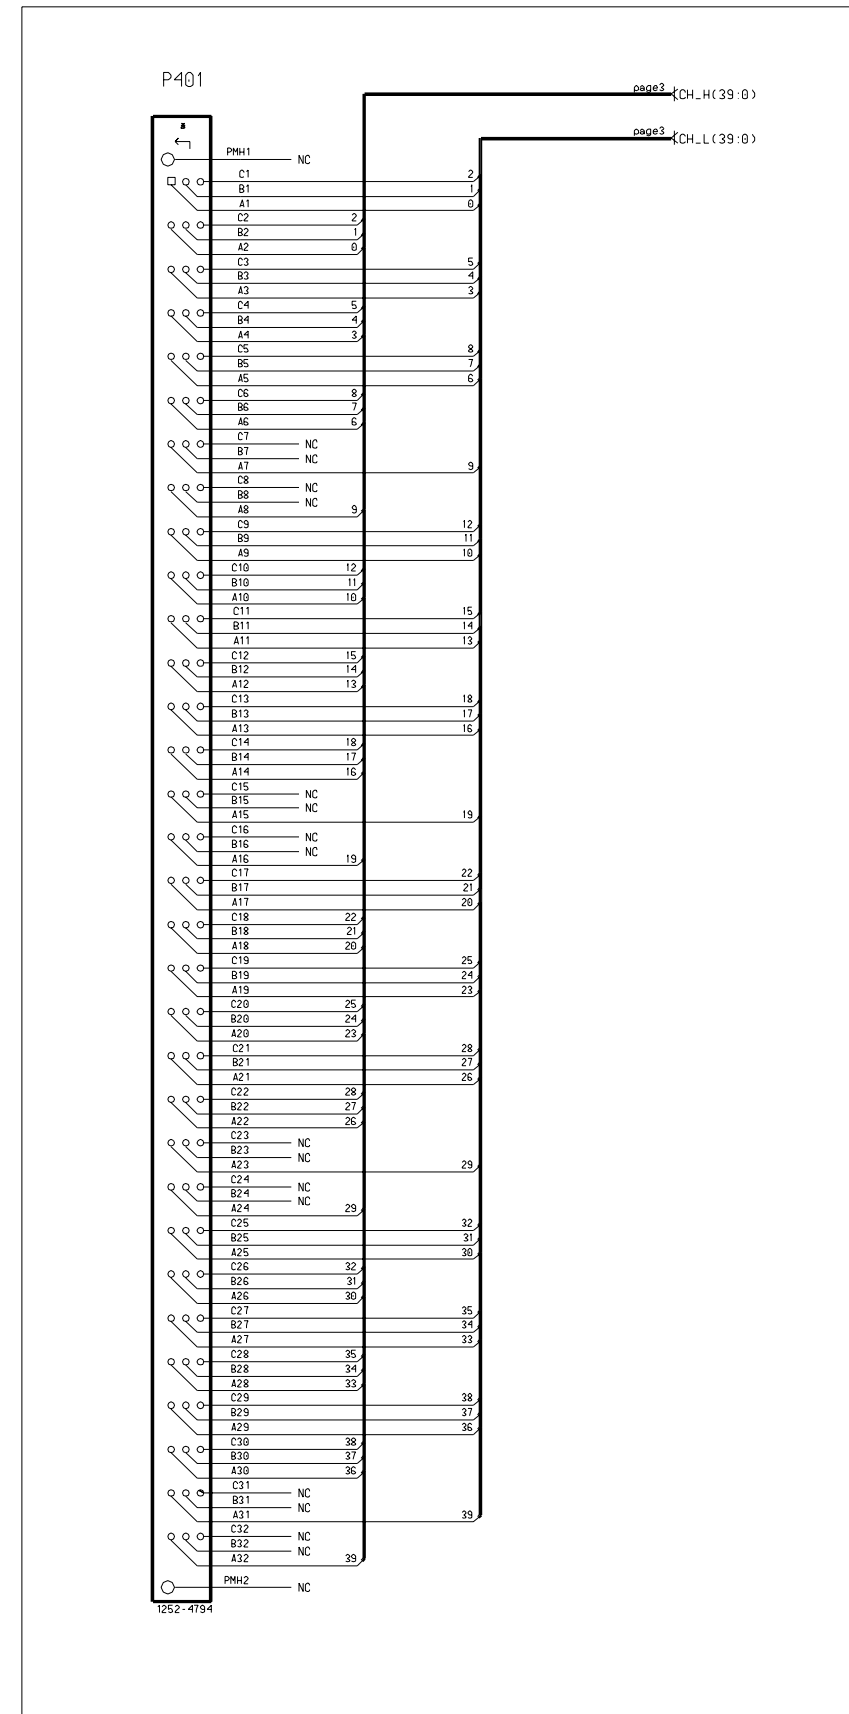 P401
page3 CH_H(39:0)
page3 CH_L(39:0)
PMH1 NC
C1 2
B1 1
A1 0
C2 2
B2 1
A2 0
C3 5
B3 4
A3 3
C4 5
B4 4
A4 3
C5 8
B5 7
A5 6
C6 8
B6 7
A6 6
C7 NC
B7 NC
A7 9
C8 NC
B8 NC
A8 9
C9 12
B9 11
A9 10
C10 12
B10 11
A10 10
C11 15
B11 14
A11 13
C12 15
B12 14
A12 13
C13 18
B13 17
A13 16
C14 18
B14 17
A14 16
C15 NC
B15 NC
A15 19
C16 NC
B16 NC
A16 19
C17 22
B17 21
A17 20
C18 22
B18 21
A18 20
C19 25
B19 24
A19 23
C20 25
B20 24
A20 23
C21 28
B21 27
A21 26
C22 28
B22 27
A22 26
C23 NC
B23 NC
A23 29
C24 NC
B24 NC
A24 29
C25 32
B25 31
A25 30
C26 32
B26 31
A26 30
C27 35
B27 34
A27 33
C28 35
B28 34
A28 33
C29 38
B29 37
A29 36
C30 38
B30 37
A30 36
C31 NC
B31 NC
A31 39
C32 NC
B32 NC
A32 39
PMH2 NC
1252-4794